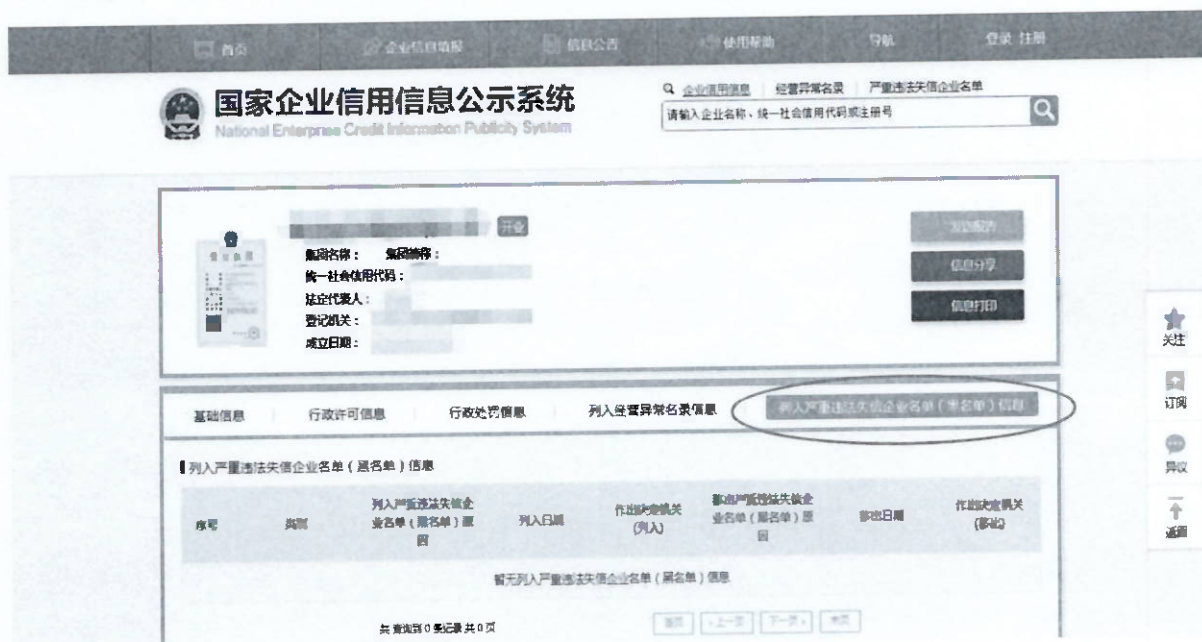 首页 企业信息填报 信息公告 使用帮助 导航 登录 注册
国家企业信用信息公示系统
National Enterprise Credit Information Publicity System
企业信用信息 经营异常名录 严重违法失信企业名单
请输入企业名称、统一社会信用代码或注册号
开业
集团名称： 集团简称：
统一社会信用代码：
法定代表人：
登记机关：
成立日期：
营业执照
发送报告
信息分享
信息打印
关注
订阅
异议
返回
基础信息 行政许可信息 行政处罚信息 列入经营异常名录信息 列入严重违法失信企业名单（黑名单）信息
列入严重违法失信企业名单（黑名单）信息
序号 类别 列入严重违法失信企业名单（黑名单）原因 列入日期 作出决定机关(列入) 移出严重违法失信企业名单（黑名单）原因 移出日期 作出决定机关(移出)
暂无列入严重违法失信企业名单（黑名单）信息
共 查询到 0 条记录 共 0 页
首页 上一页 下一页 末页